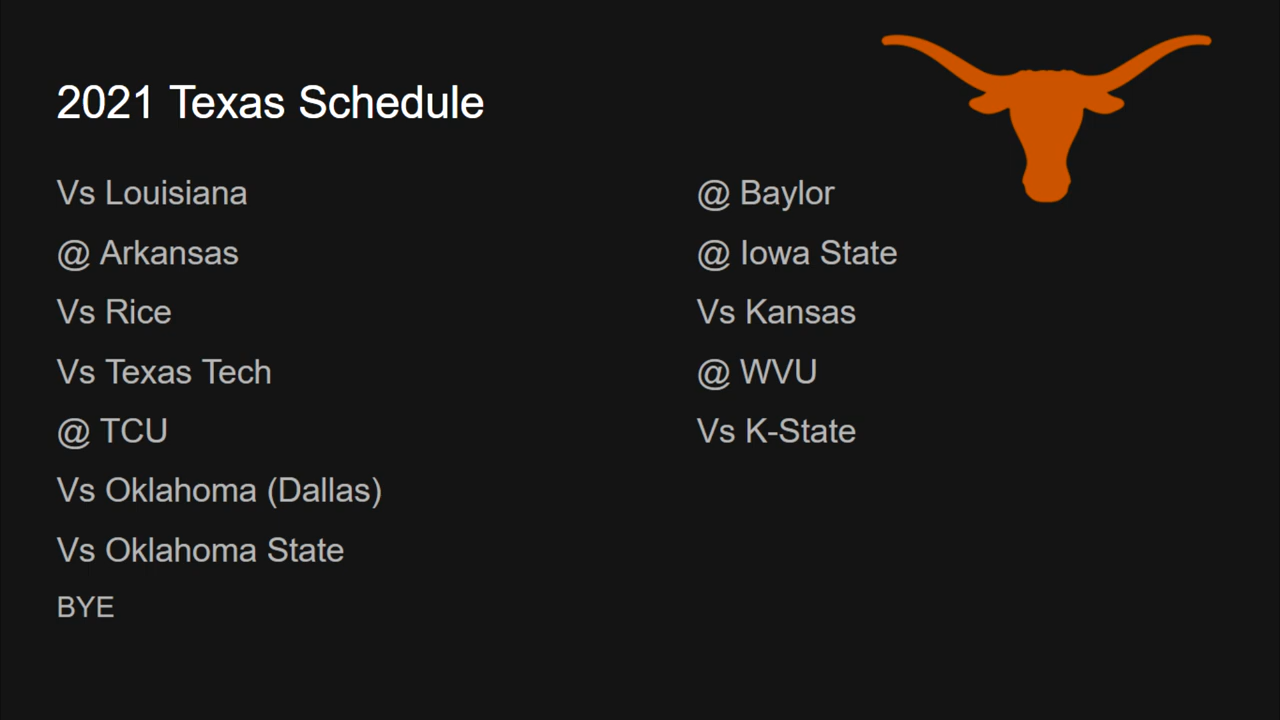 2021 Texas Schedule
Vs Louisiana
@ Arkansas
Vs Rice
Vs Texas Tech
@ TCU
Vs Oklahoma (Dallas)
Vs Oklahoma State
BYE
@ Baylor
@ Iowa State
Vs Kansas
@ WVU
Vs K-State